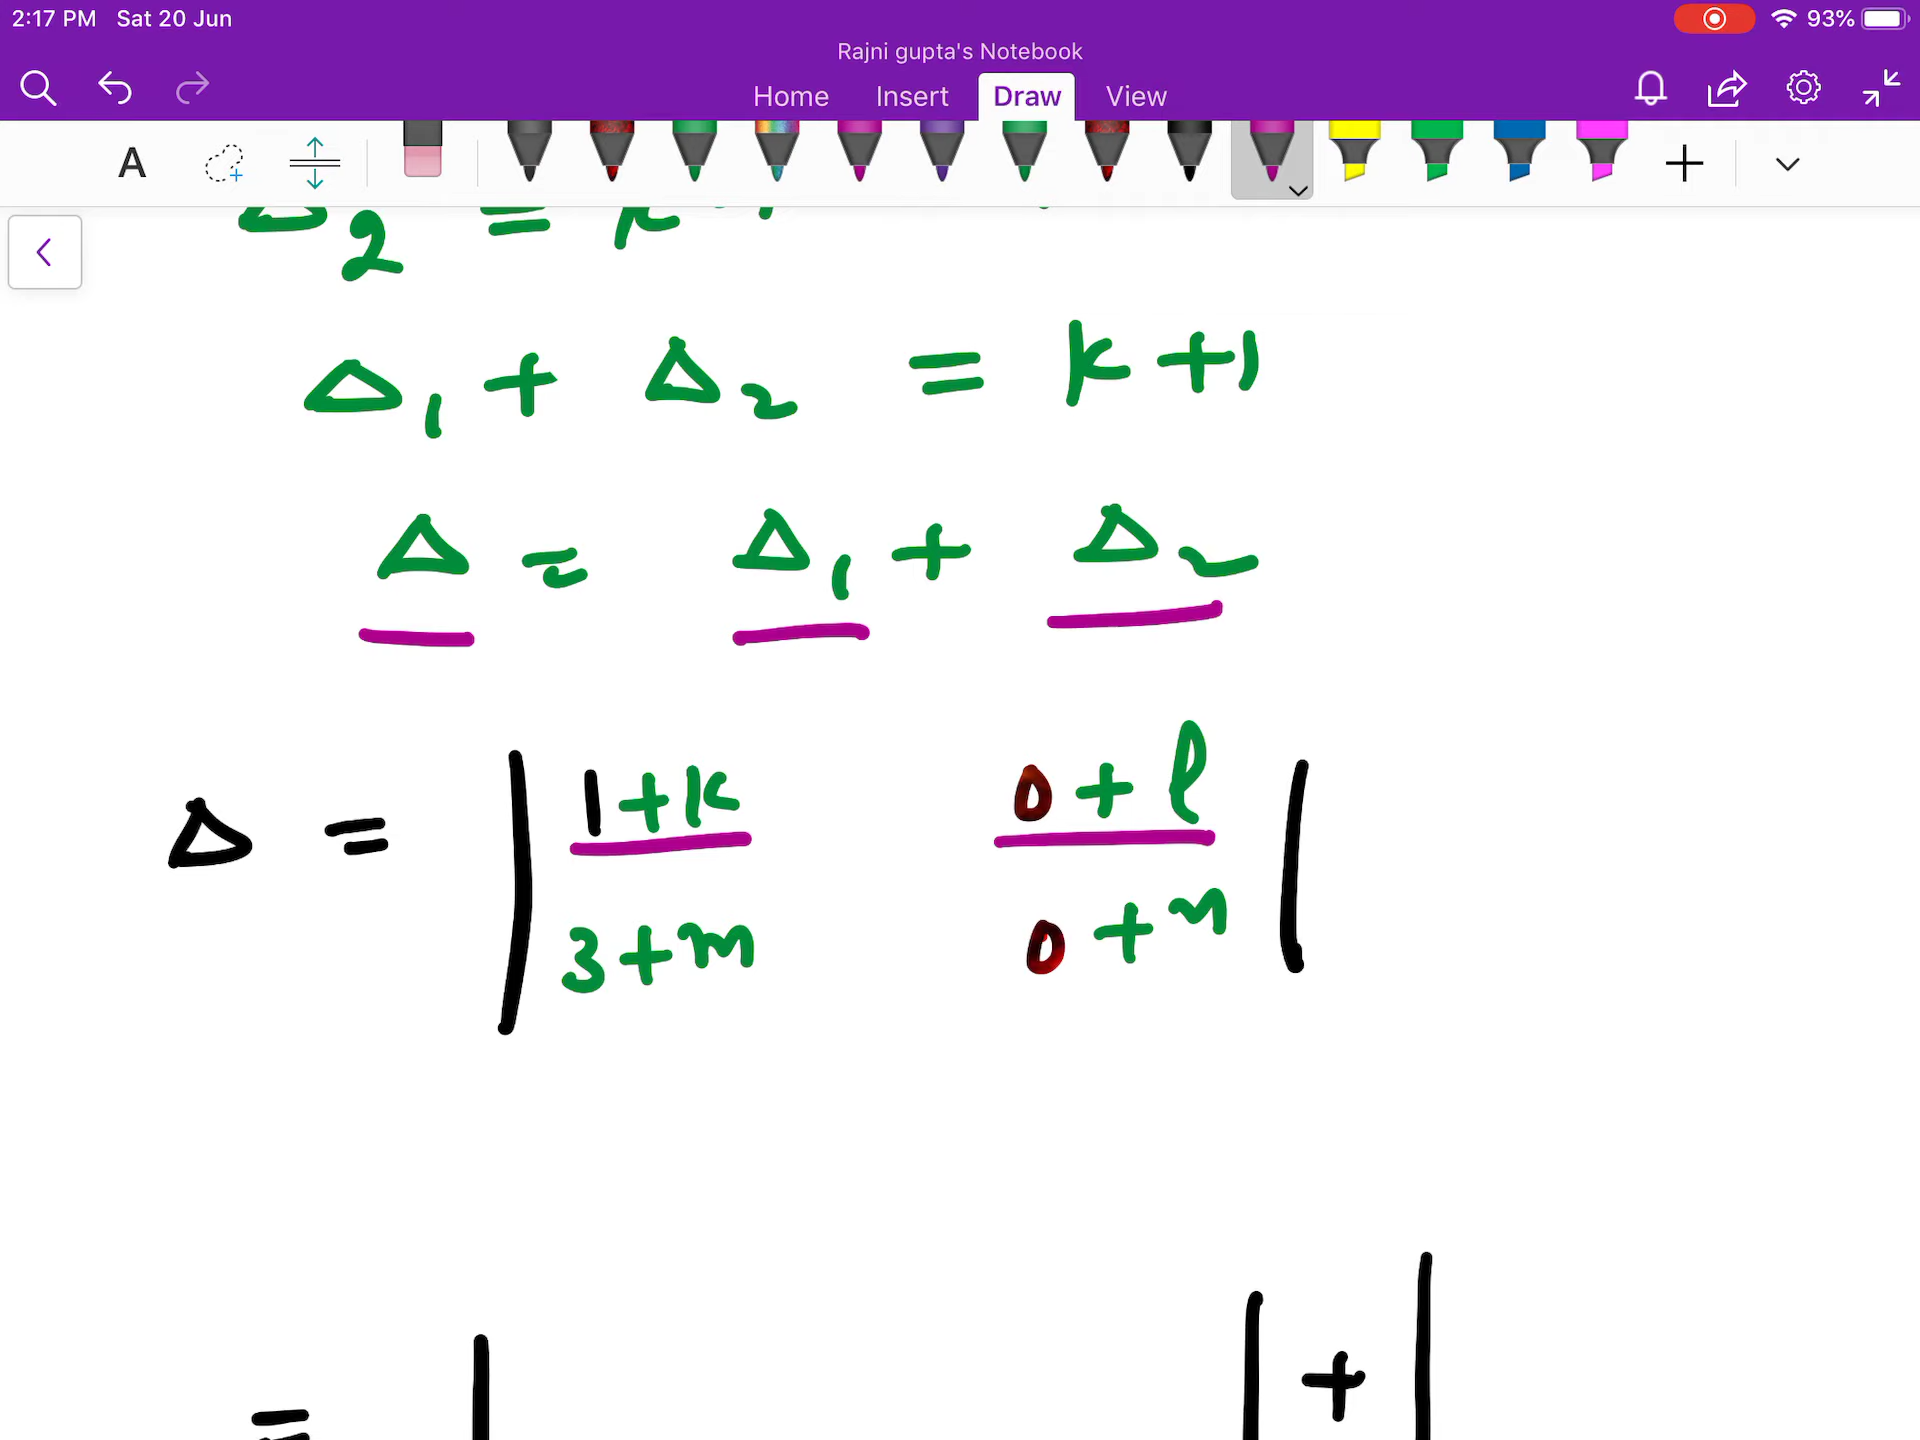 2:17 PM Sat 20 Jun
93%
Rajni gupta's Notebook
Home Insert Draw View
A
Δ₂ =
Δ₁ + Δ₂ = k+1
Δ = Δ₁ + Δ₂
Δ = | 1+k 0+l |
3+m 0+n
= | | + |